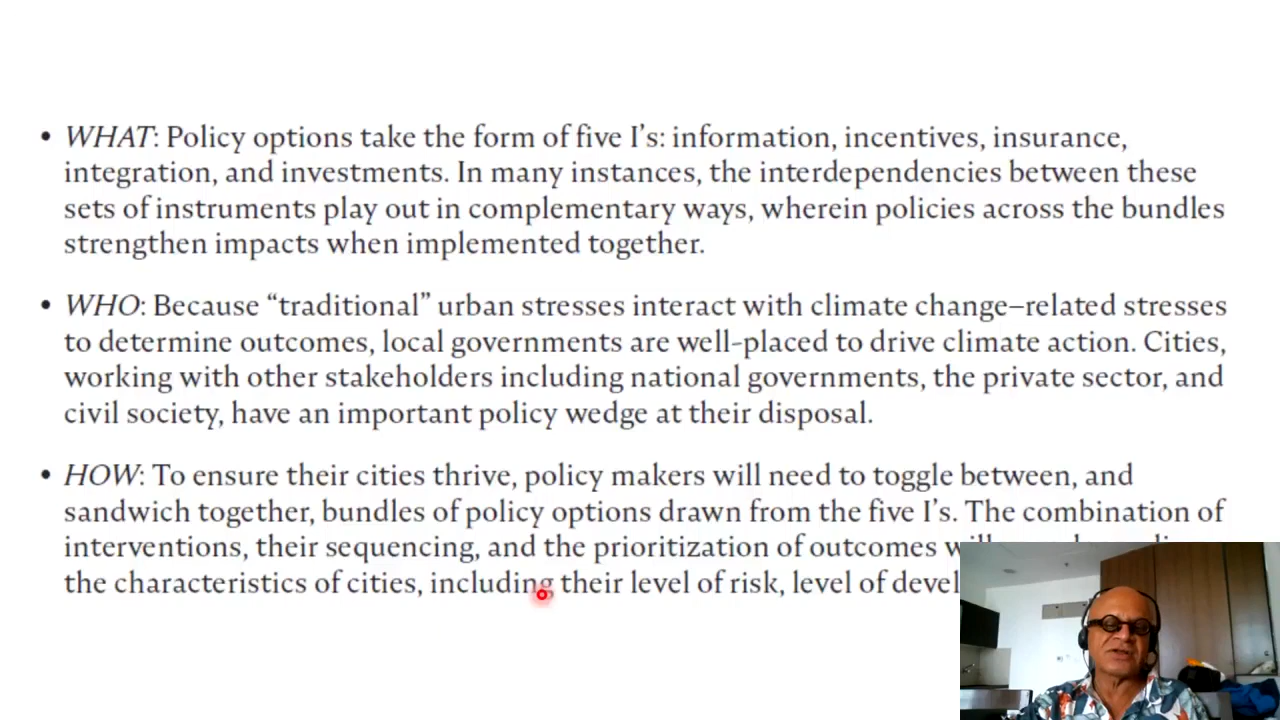 • WHAT: Policy options take the form of five I's: information, incentives, insurance,
integration, and investments. In many instances, the interdependencies between these
sets of instruments play out in complementary ways, wherein policies across the bundles
strengthen impacts when implemented together.
• WHO: Because “traditional” urban stresses interact with climate change–related stresses
to determine outcomes, local governments are well-placed to drive climate action. Cities,
working with other stakeholders including national governments, the private sector, and
civil society, have an important policy wedge at their disposal.
• HOW: To ensure their cities thrive, policy makers will need to toggle between, and
sandwich together, bundles of policy options drawn from the five I's. The combination of
interventions, their sequencing, and the prioritization of outcomes
the characteristics of cities, including their level of risk, level of